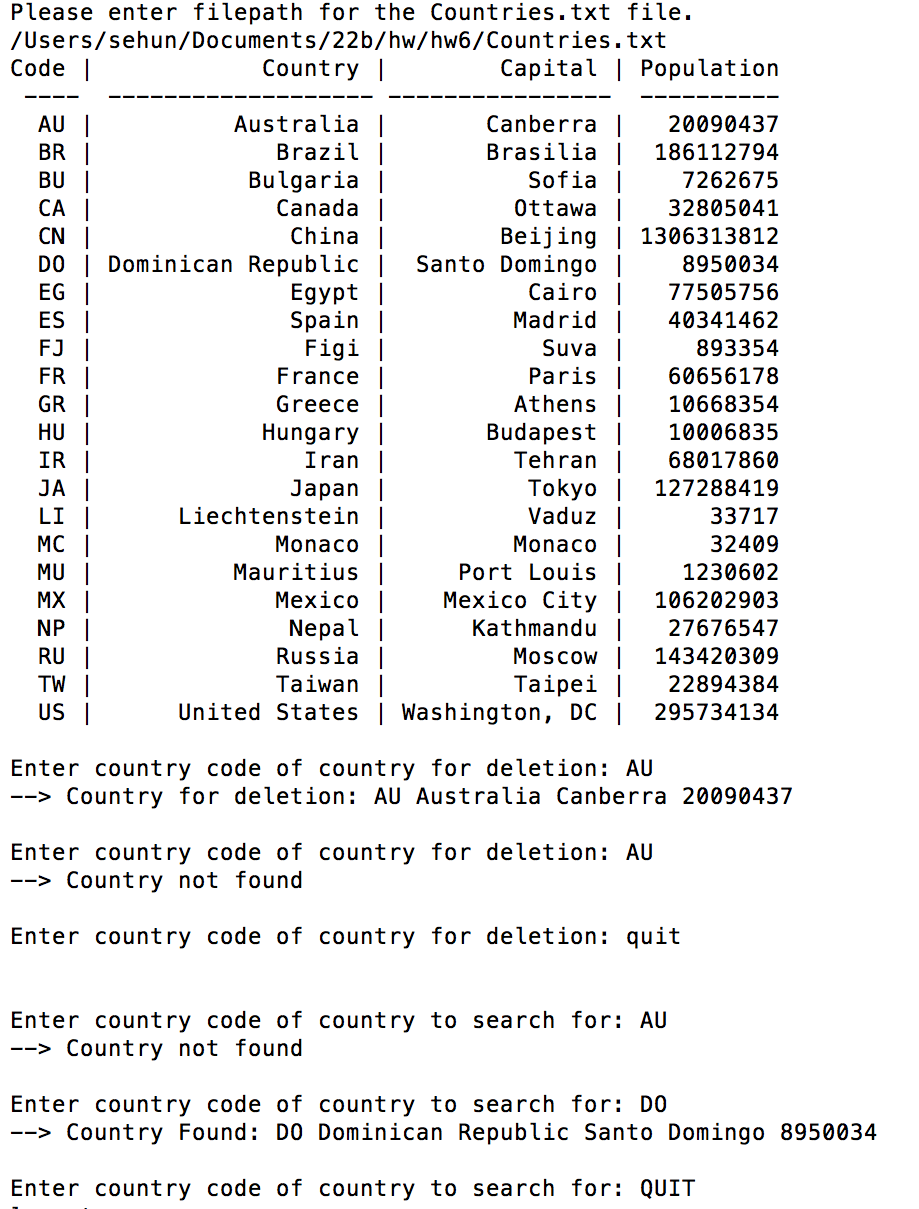 Please enter filepath for the Countries.txt file.
/Users/sehun/Documents/22b/hw/hw6/Countries.txt
Code |            Country |        Capital | Population
 ----  ------------------- ----------------  ----------
  AU |          Australia |       Canberra |   20090437
  BR |             Brazil |       Brasilia |  186112794
  BU |           Bulgaria |          Sofia |    7262675
  CA |             Canada |         Ottawa |   32805041
  CN |              China |        Beijing | 1306313812
  DO | Dominican Republic |  Santo Domingo |    8950034
  EG |              Egypt |          Cairo |   77505756
  ES |              Spain |         Madrid |   40341462
  FJ |               Figi |           Suva |     893354
  FR |             France |          Paris |   60656178
  GR |             Greece |         Athens |   10668354
  HU |            Hungary |       Budapest |   10006835
  IR |               Iran |         Tehran |   68017860
  JA |              Japan |          Tokyo |  127288419
  LI |      Liechtenstein |          Vaduz |      33717
  MC |             Monaco |         Monaco |      32409
  MU |          Mauritius |     Port Louis |    1230602
  MX |             Mexico |    Mexico City |  106202903
  NP |              Nepal |      Kathmandu |   27676547
  RU |             Russia |         Moscow |  143420309
  TW |             Taiwan |         Taipei |   22894384
  US |      United States | Washington, DC |  295734134

Enter country code of country for deletion: AU
--> Country for deletion: AU Australia Canberra 20090437

Enter country code of country for deletion: AU
--> Country not found

Enter country code of country for deletion: quit


Enter country code of country to search for: AU
--> Country not found

Enter country code of country to search for: DO
--> Country Found: DO Dominican Republic Santo Domingo 8950034

Enter country code of country to search for: QUIT